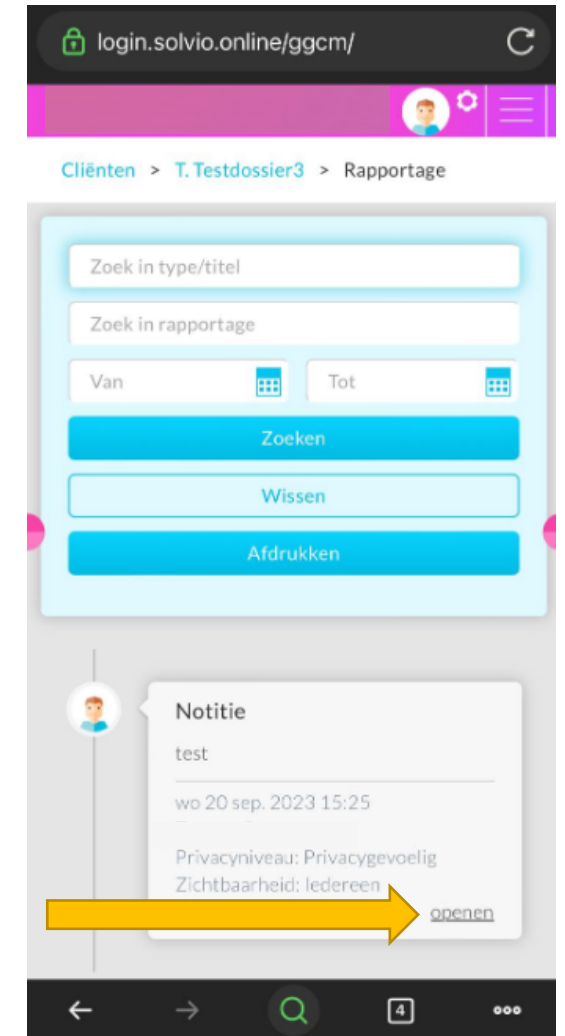 login.solvio.online/ggcm/
Cliënten > T. Testdossier3 > Rapportage
Zoek in type/titel
Zoek in rapportage
Van Tot
Zoeken
Wissen
Afdrukken
Notitie
test
wo 20 sep. 2023 15:25
Privacyniveau: Privacygevoelig
Zichtbaarheid: Iedereen
openen
4